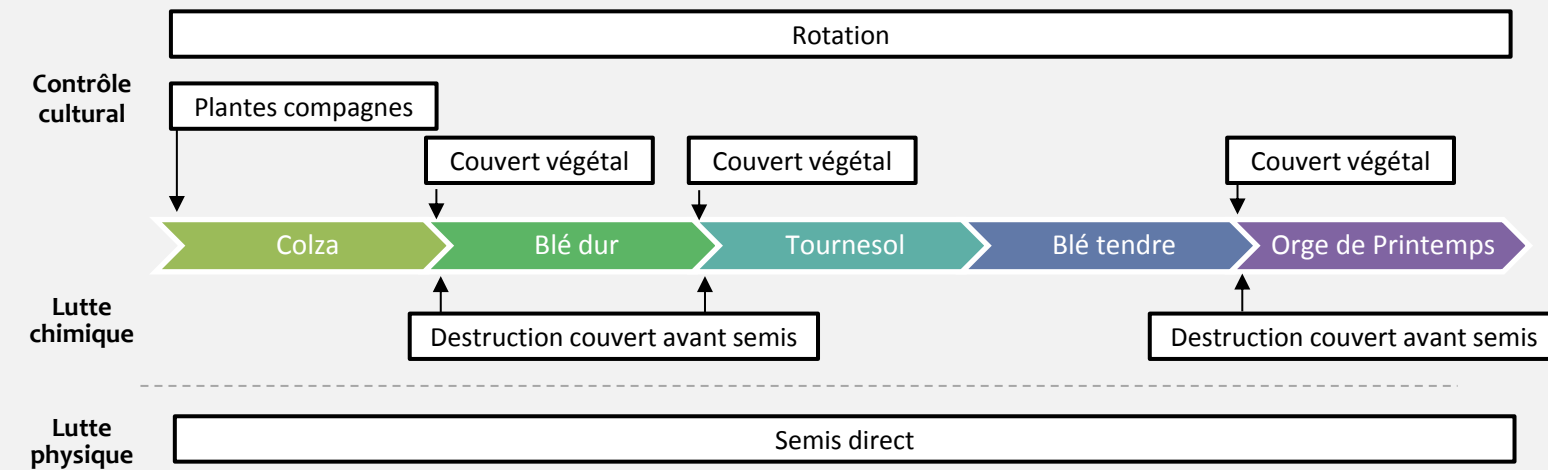 Rotation
Contrôle
cultural
Plantes compagnes
Couvert végétal
Couvert végétal
Couvert végétal
Colza
Blé dur
Tournesol
Blé tendre
Orge de Printemps
Lutte
chimique
Destruction couvert avant semis
Destruction couvert avant semis
Lutte
physique
Semis direct